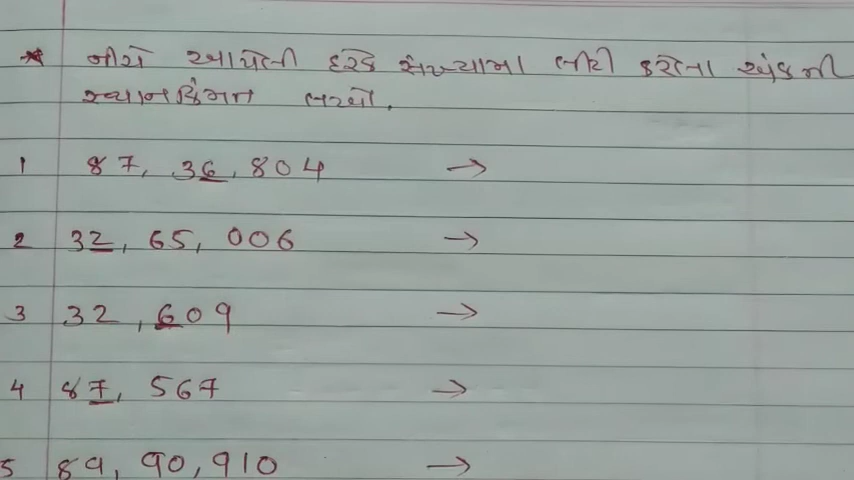 * નીચે આપેલી દરેક સંખ્યામા લીટી કરેલા અંકની
સ્થાનકિંમત લખો.
1 87, 36, 804 →
2 32, 65, 006 →
3 32, 609 →
4 87, 567 →
5 89, 90, 910 →